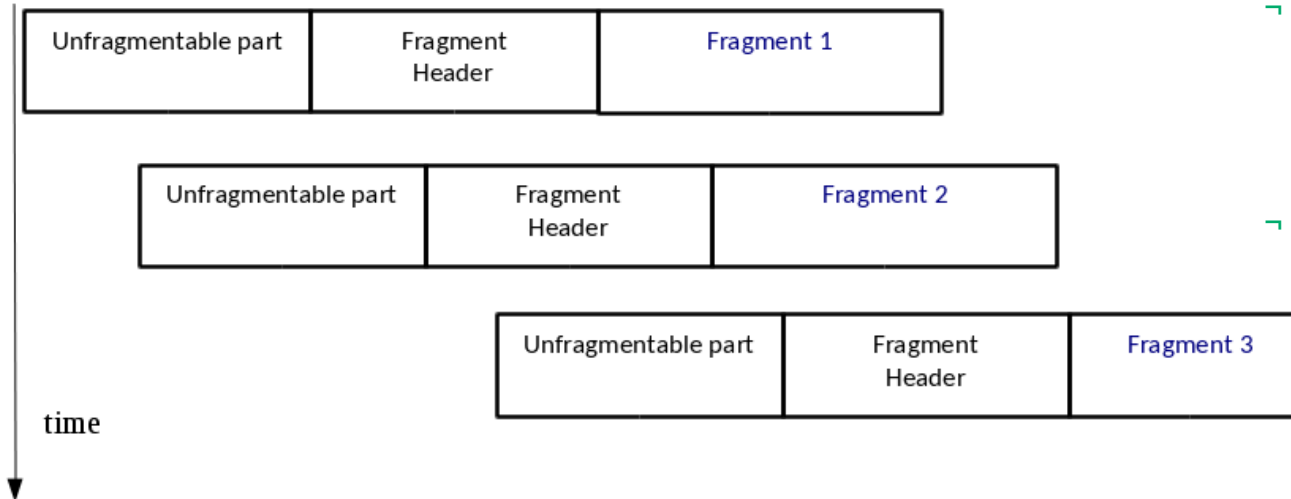 Unfragmentable part
Fragment
Header
Fragment 1
Unfragmentable part
Fragment
Header
Fragment 2
Unfragmentable part
Fragment
Header
Fragment 3
time